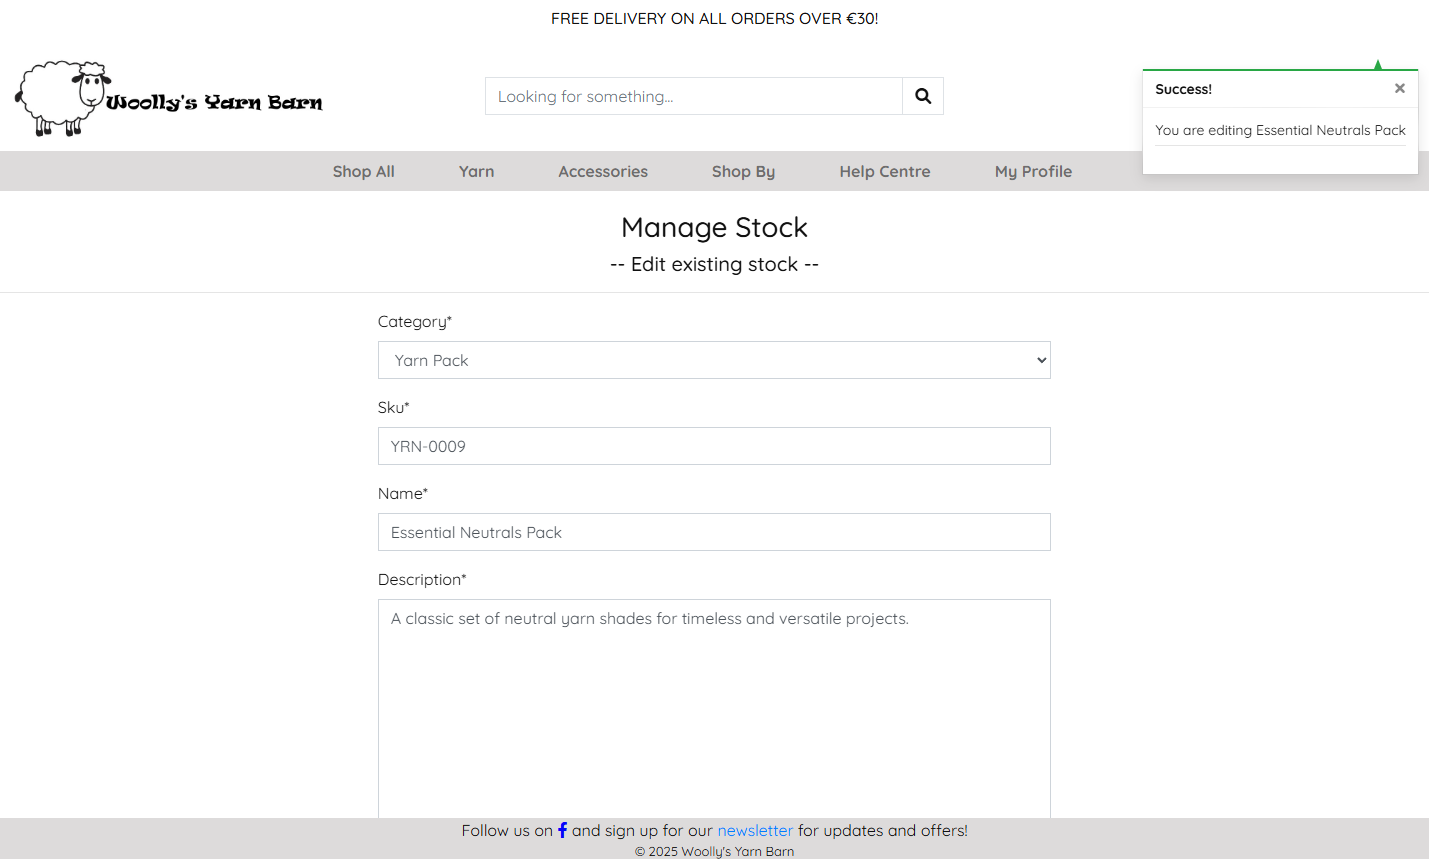 FREE DELIVERY ON ALL ORDERS OVER €30!
Woolly's Yarn Barn
Looking for something...
Success!
×
You are editing Essential Neutrals Pack
Shop All Yarn Accessories Shop By Help Centre My Profile
Manage Stock
-- Edit existing stock --
Category*
Yarn Pack
Sku*
YRN-0009
Name*
Essential Neutrals Pack
Description*
A classic set of neutral yarn shades for timeless and versatile projects.
Follow us on f and sign up for our newsletter for updates and offers!
© 2025 Woolly's Yarn Barn